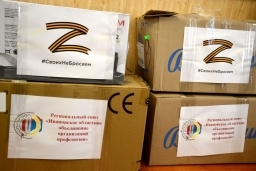 Z
#СвоихНеБросаем
Региональный союз
«Ивановское областное
объединение
организаций
профсоюзов»
CE
Z
#СвоихНеБросаем
Региональный союз
«Ивановское областное
объединение
организаций
профсоюзов»